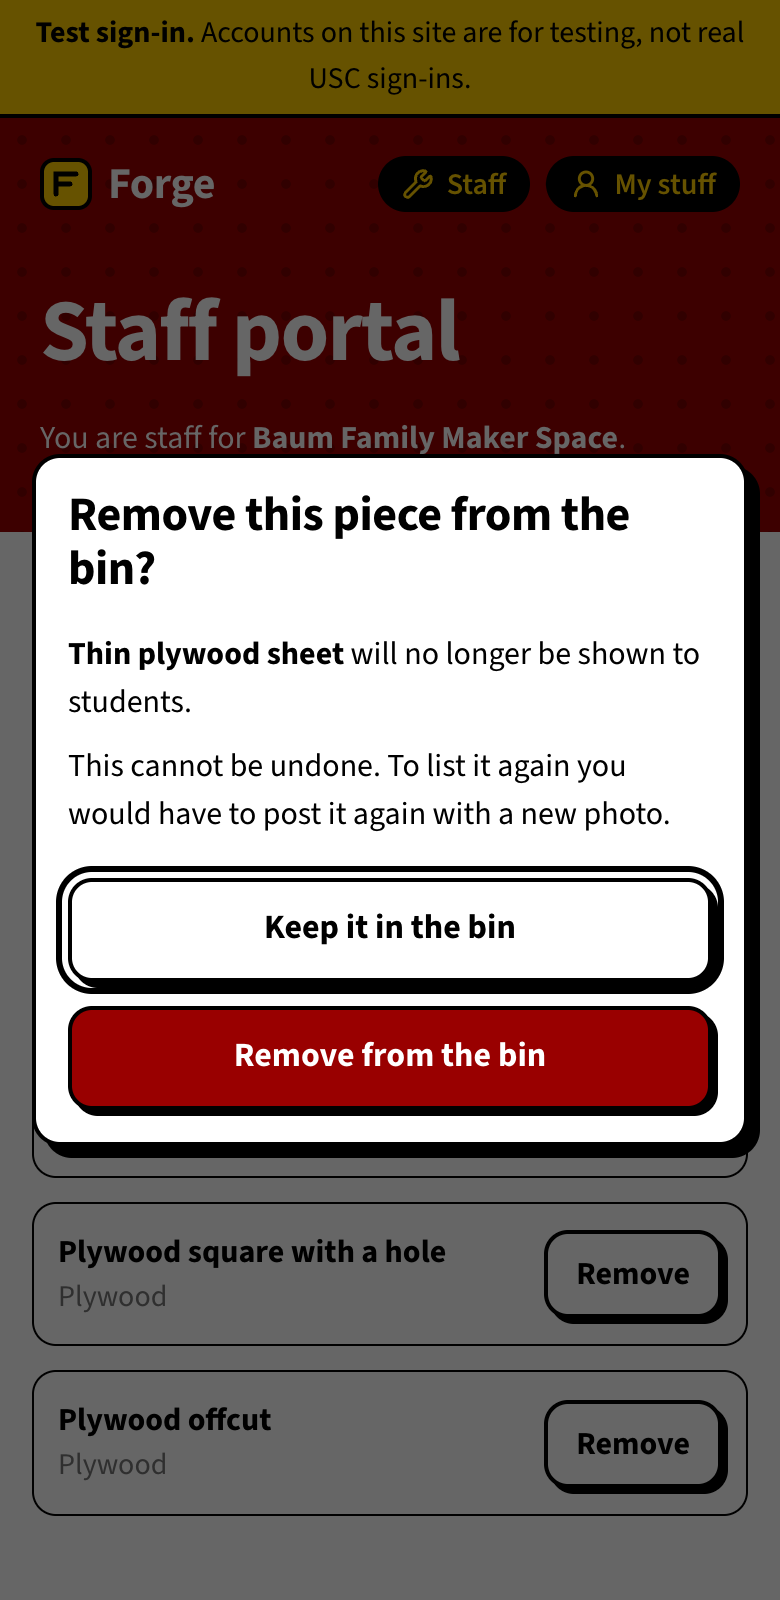 Test sign-in. Accounts on this site are for testing, not real
USC sign-ins.
F Forge
Staff
My stuff
Staff portal
You are staff for Baum Family Maker Space.
Remove this piece from the
bin?
Thin plywood sheet will no longer be shown to
students.
This cannot be undone. To list it again you
would have to post it again with a new photo.
Keep it in the bin
Remove from the bin
Plywood square with a hole
Plywood
Remove
Plywood offcut
Plywood
Remove